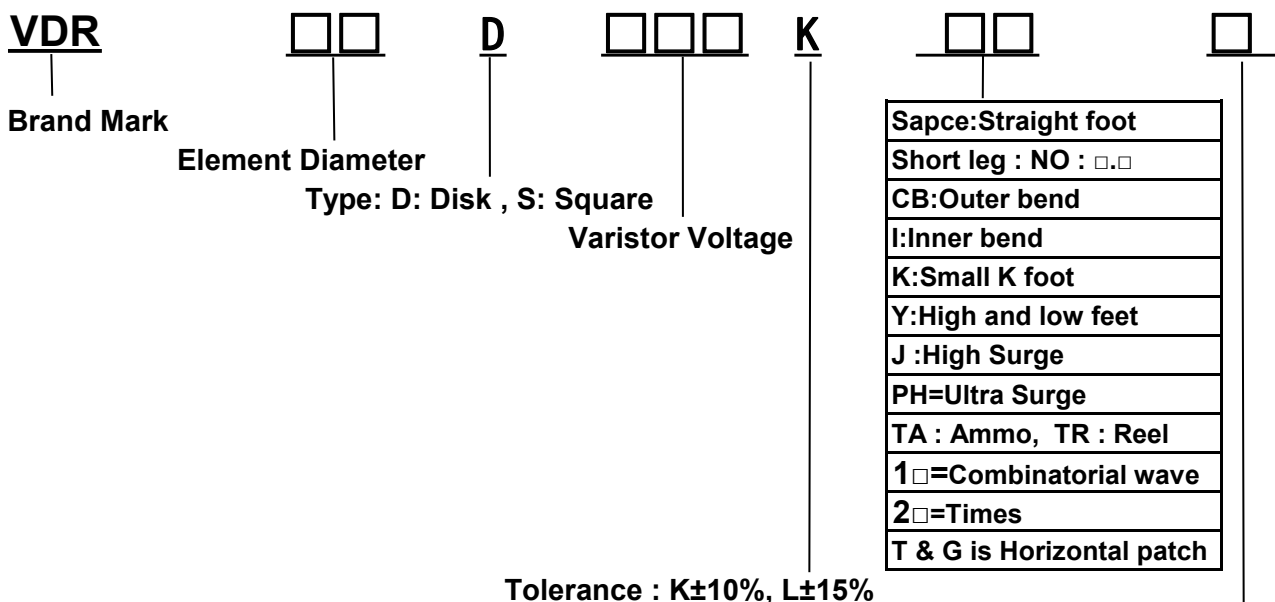 VDR □□ D □□□ K □□ □
Brand Mark
Element Diameter
Type: D: Disk , S: Square
Varistor Voltage
Sapce:Straight foot
Short leg : NO : □.□
CB:Outer bend
I:Inner bend
K:Small K foot
Y:High and low feet
J :High Surge
PH=Ultra Surge
TA : Ammo, TR : Reel
1□=Combinatorial wave
2□=Times
T & G is Horizontal patch
Tolerance : K±10%, L±15%